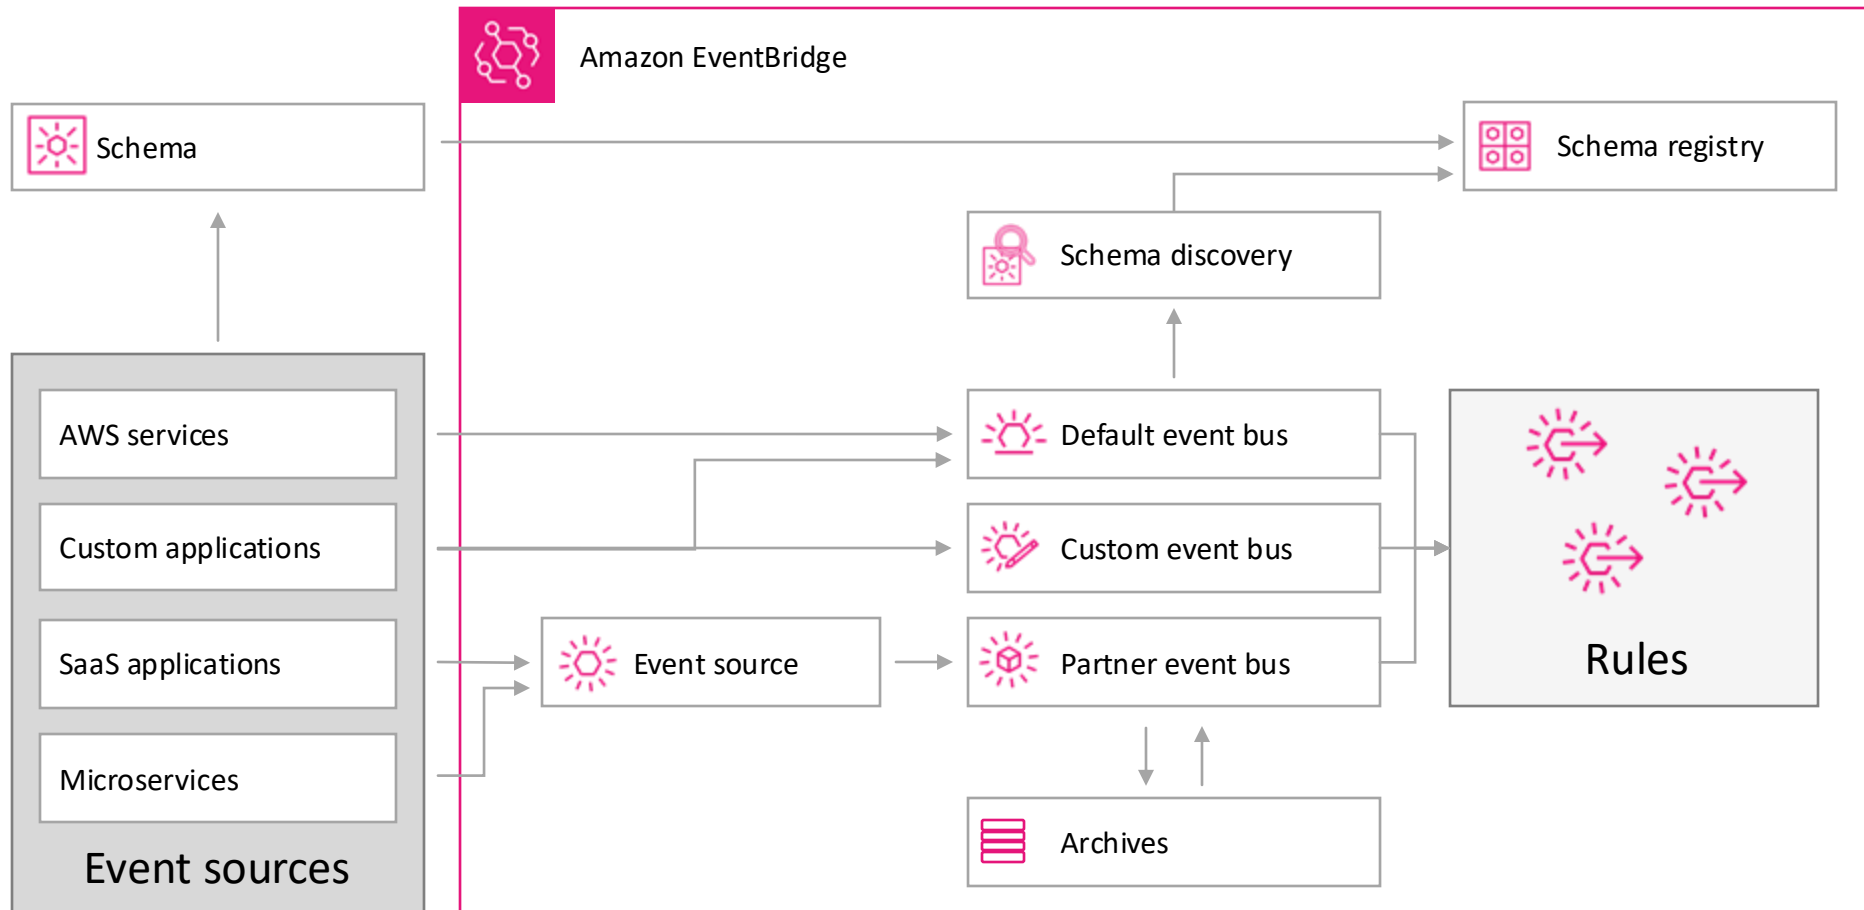 Amazon EventBridge
Schema
Schema registry
Schema discovery
AWS services
Default event bus
Custom applications
Custom event bus
SaaS applications
Event source
Partner event bus
Rules
Microservices
Archives
Event sources